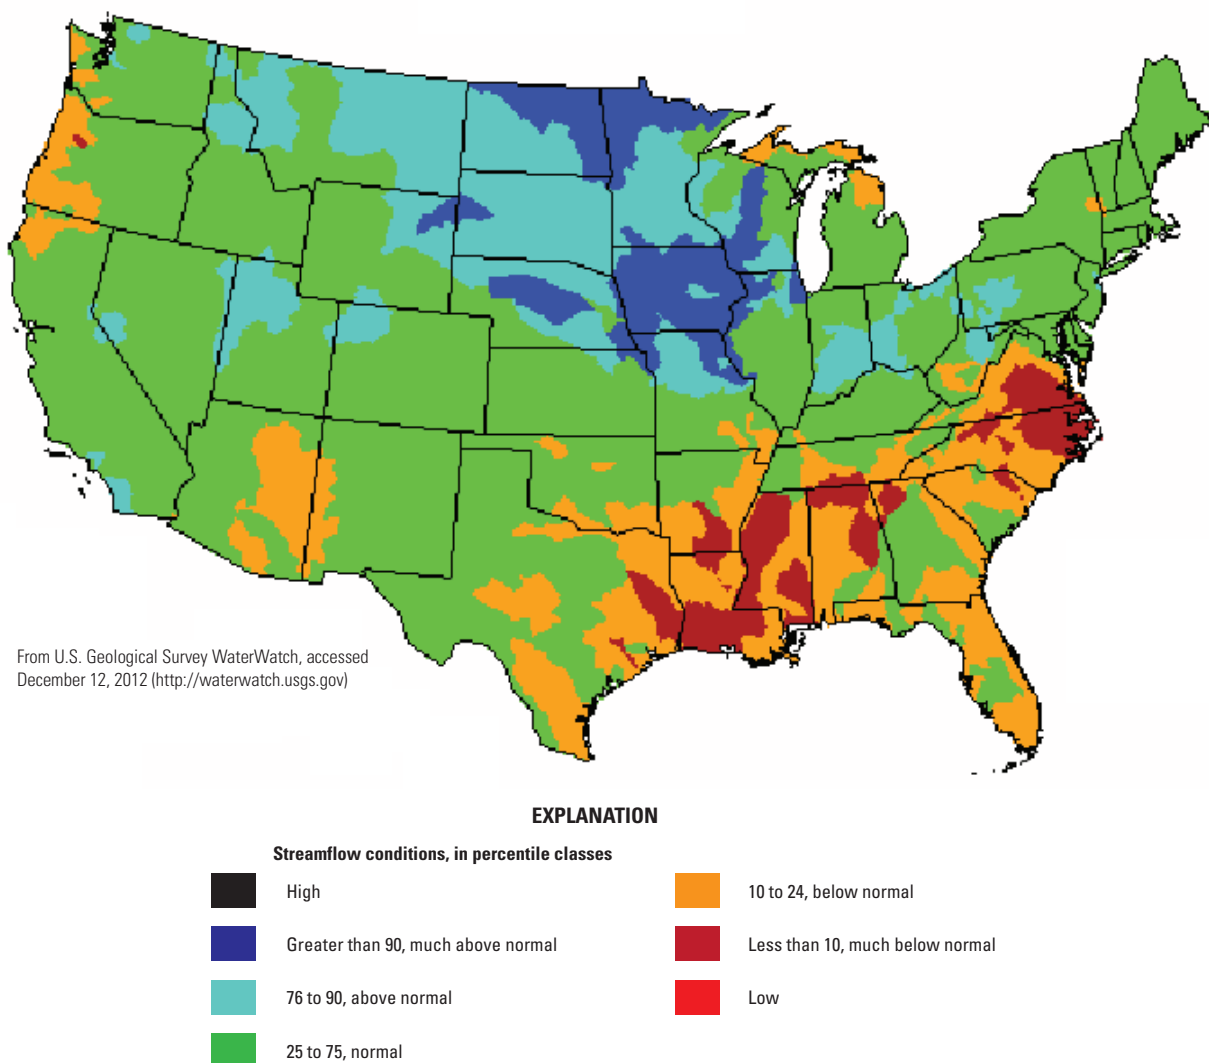 From U.S. Geological Survey WaterWatch, accessed
December 12, 2012 (http://waterwatch.usgs.gov)
EXPLANATION
Streamflow conditions, in percentile classes
High
Greater than 90, much above normal
76 to 90, above normal
25 to 75, normal
10 to 24, below normal
Less than 10, much below normal
Low